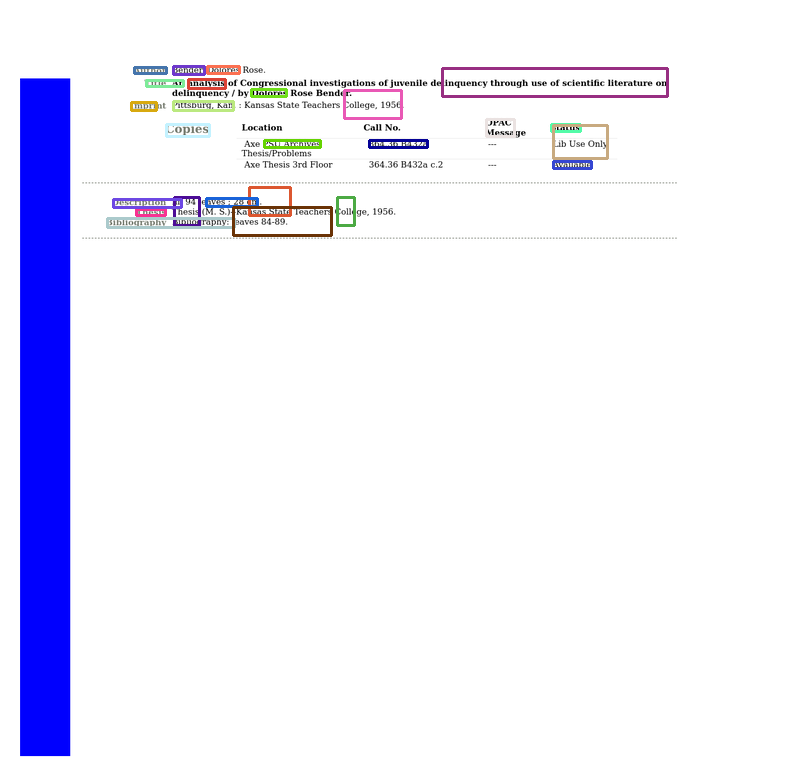 Author Bender, Dolores Rose.
Title An analysis of Congressional investigations of juvenile delinquency through use of scientific literature on
delinquency / by Dolores Rose Bender.
Imprint Pittsburg, Kan. : Kansas State Teachers College, 1956.
Copies Location Call No. OPAC Message Status
Axe PSU Archives Thesis/Problems 364.36 B432a --- Lib Use Only
Axe Thesis 3rd Floor 364.36 B432a c.2 --- Available
Description 94 leaves ; 28 cm.
Thesis (M. S.)--Kansas State Teachers College, 1956.
Bibliography Bibliography: leaves 84-89.